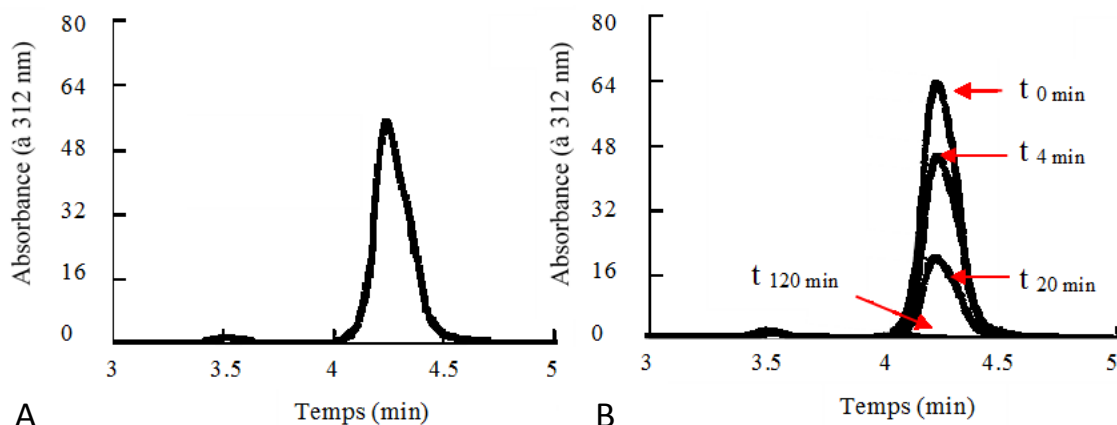 Absorbance (à 312 nm)
80
64
48
32
16
0
3
3.5
4
4.5
5
Temps (min)
A
Absorbance (à 312 nm)
80
64
48
32
16
0
t 0 min
t 4 min
t 20 min
t 120 min
3
3.5
4
4.5
5
Temps (min)
B